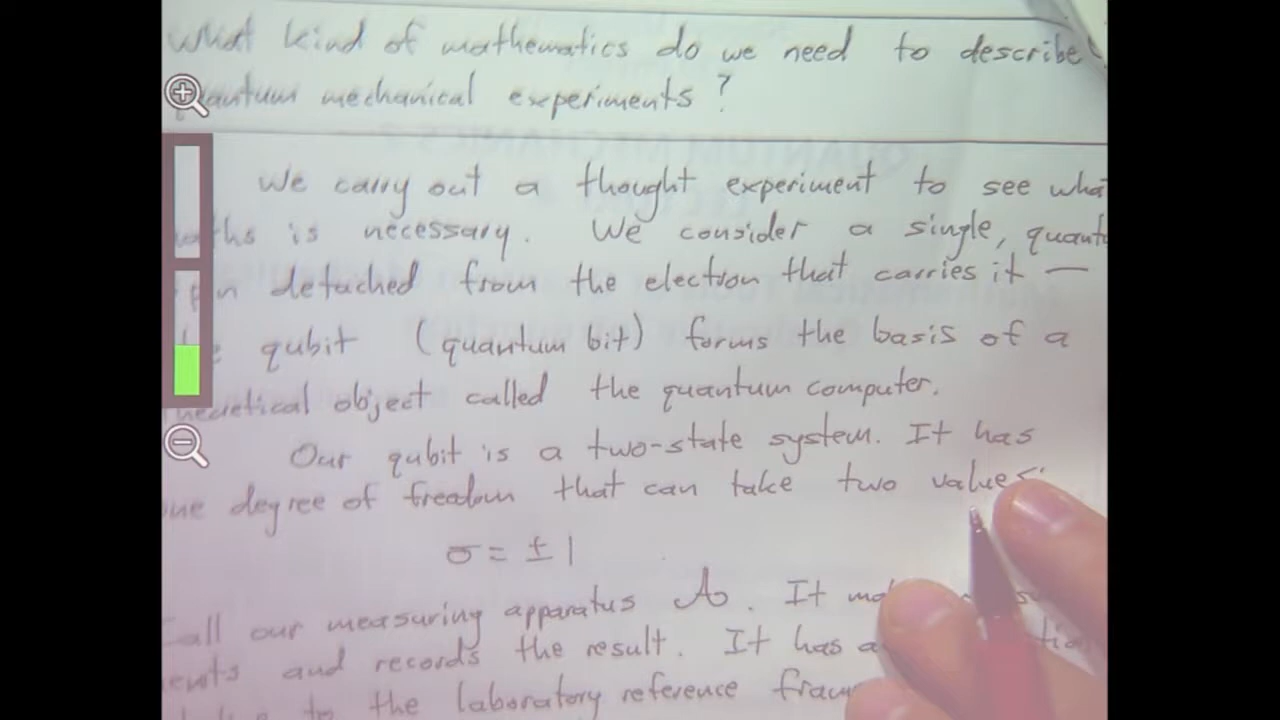 What kind of mathematics do we need to describe
quantum mechanical experiments?
We carry out a thought experiment to see what
maths is necessary. We consider a single, quantum
spin detached from the electron that carries it —
the qubit (quantum bit) forms the basis of a
theoretical object called the quantum computer.
Our qubit is a two-state system. It has
one degree of freedom that can take two values:
σ = ± 1
Call our measuring apparatus A. It
and records the result. It has
to the laboratory reference frame